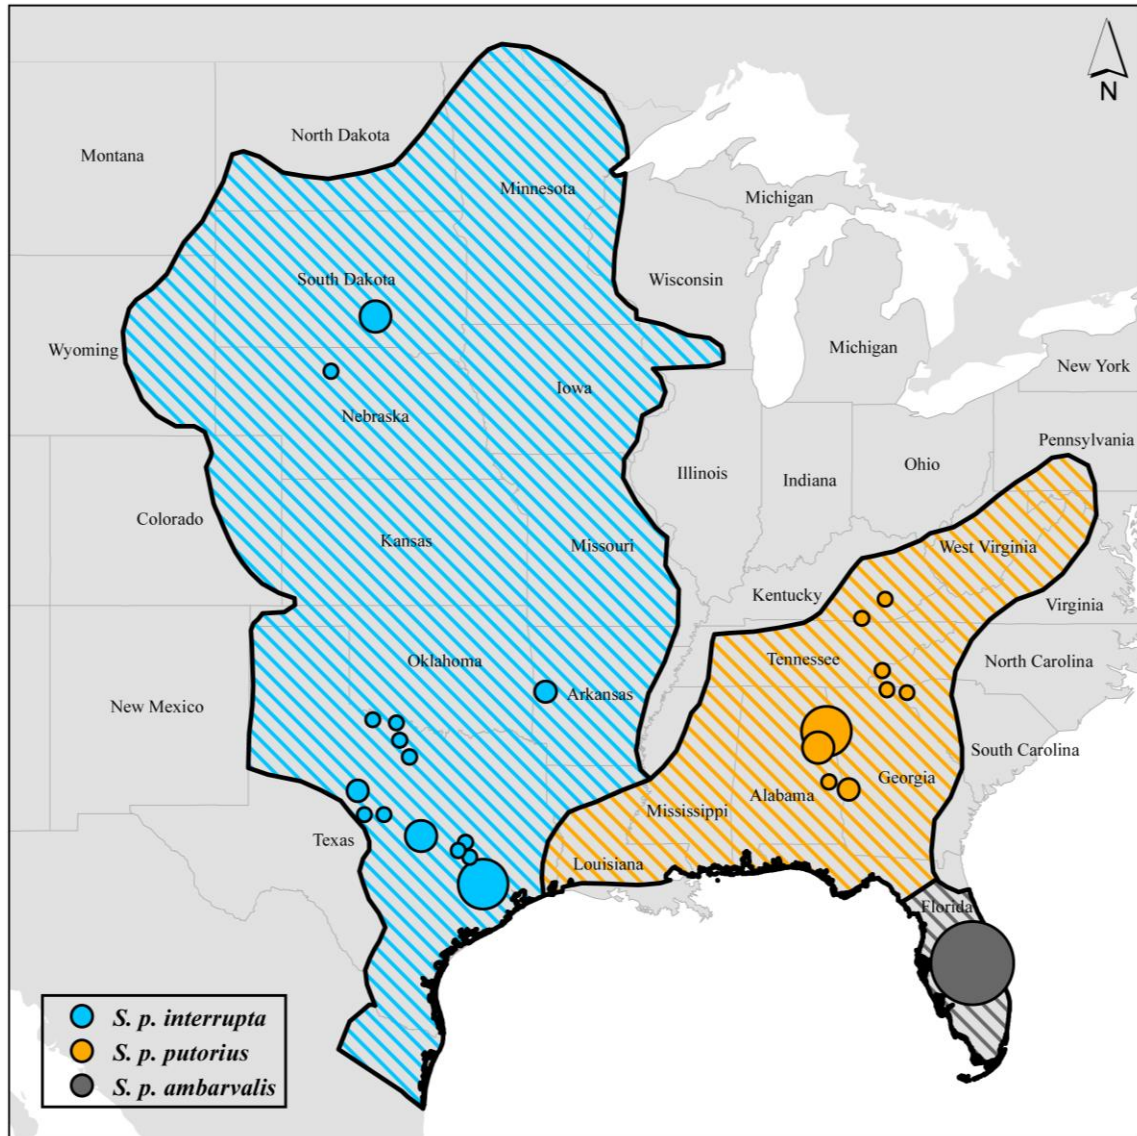 N
North Dakota
Montana
Minnesota
Michigan
South Dakota
Wisconsin
Wyoming
Michigan
New York
Iowa
Nebraska
Pennsylvania
Illinois
Indiana
Ohio
Colorado
Kansas
Missouri
West Virginia
Kentucky
Virginia
Oklahoma
Tennessee
North Carolina
New Mexico
Arkansas
South Carolina
Georgia
Alabama
Mississippi
Texas
Louisiana
Florida
S. p. interrupta
S. p. putorius
S. p. ambarvalis